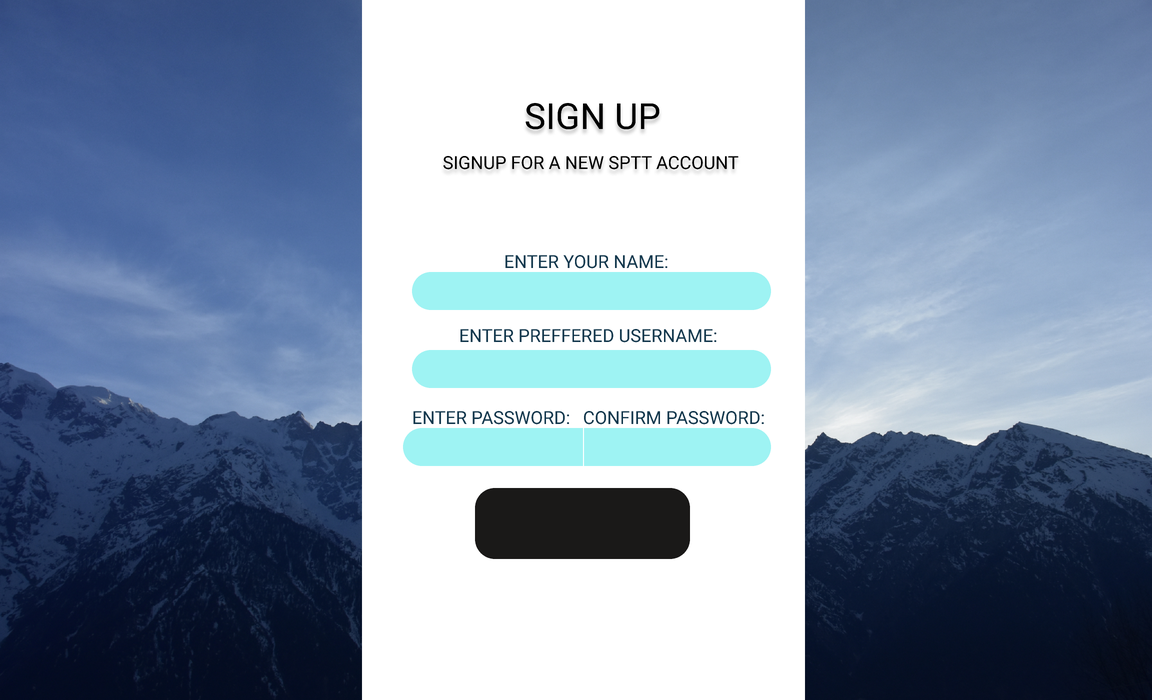 SIGN UP
SIGNUP FOR A NEW SPTT ACCOUNT
ENTER YOUR NAME:
ENTER PREFFERED USERNAME:
ENTER PASSWORD: CONFIRM PASSWORD: